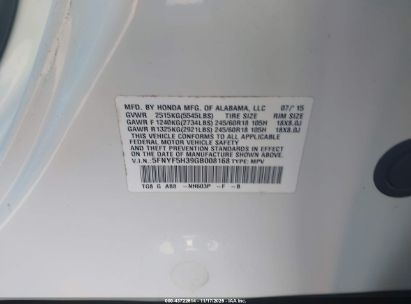 MFD. BY HONDA MFG. OF ALABAMA, LLC 07/'15
GVWR 2515KG(5545LBS) TIRE SIZE RIM SIZE
GAWR F 1240KG(2734LBS) 245/60R18 105H 18X8.0J
GAWR R 1325KG(2921LBS) 245/60R18 105H 18X8.0J
THIS VEHICLE CONFORMS TO ALL APPLICABLE
FEDERAL MOTOR VEHICLE SAFETY STANDARDS
IN EFFECT ON THE DATE OF MANUFACTURE
SHOWN ABOVE.
V.I.N.: 5FNYF5H39GB008168 TYPE: MPV
TG8 G A88 -NH603P -F -B